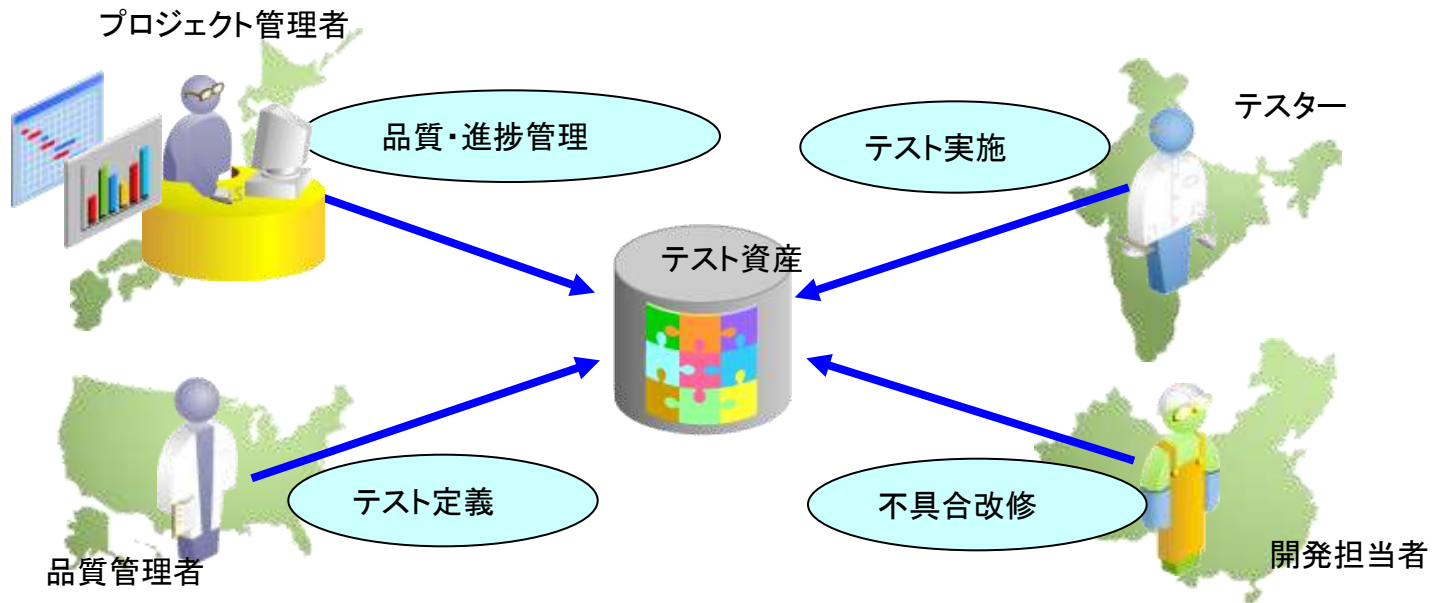 プロジェクト管理者
品質・進捗管理
テスト実施
テスター
テスト資産
テスト定義
不具合改修
品質管理者
開発担当者